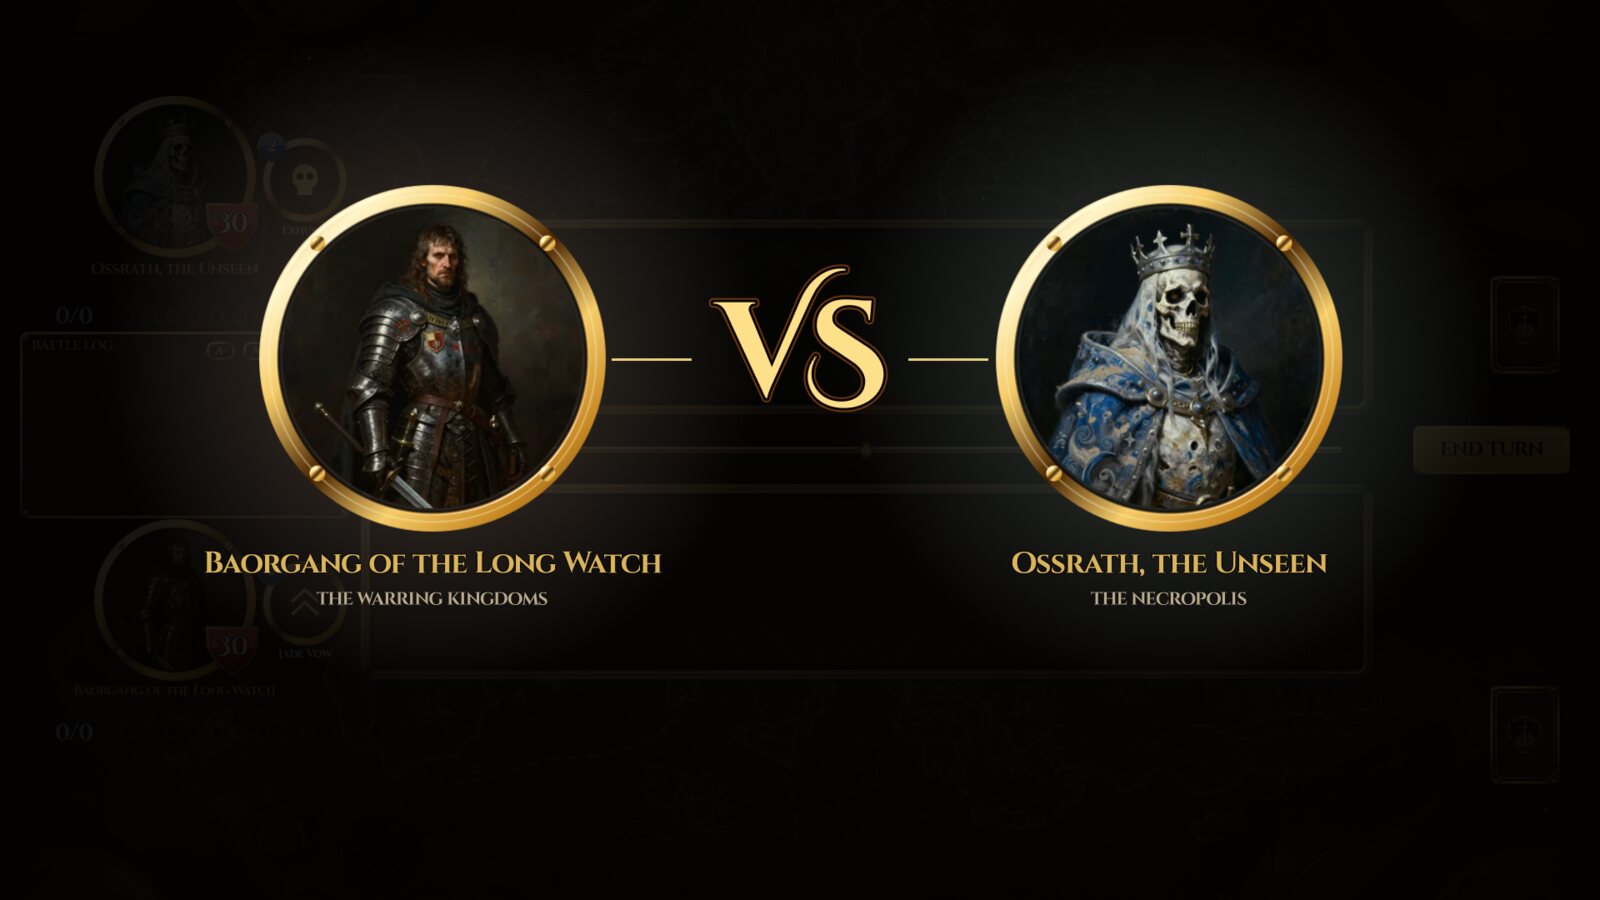 2
30
OSSRATH, THE UNSEEN
0/0
BATTLE LOG
VS
END TURN
BAORGANG OF THE LONG WATCH
THE WARRING KINGDOMS
OSSRATH, THE UNSEEN
THE NECROPOLIS
30
JADE VOW
BAORGANG OF THE LONG WATCH
0/0